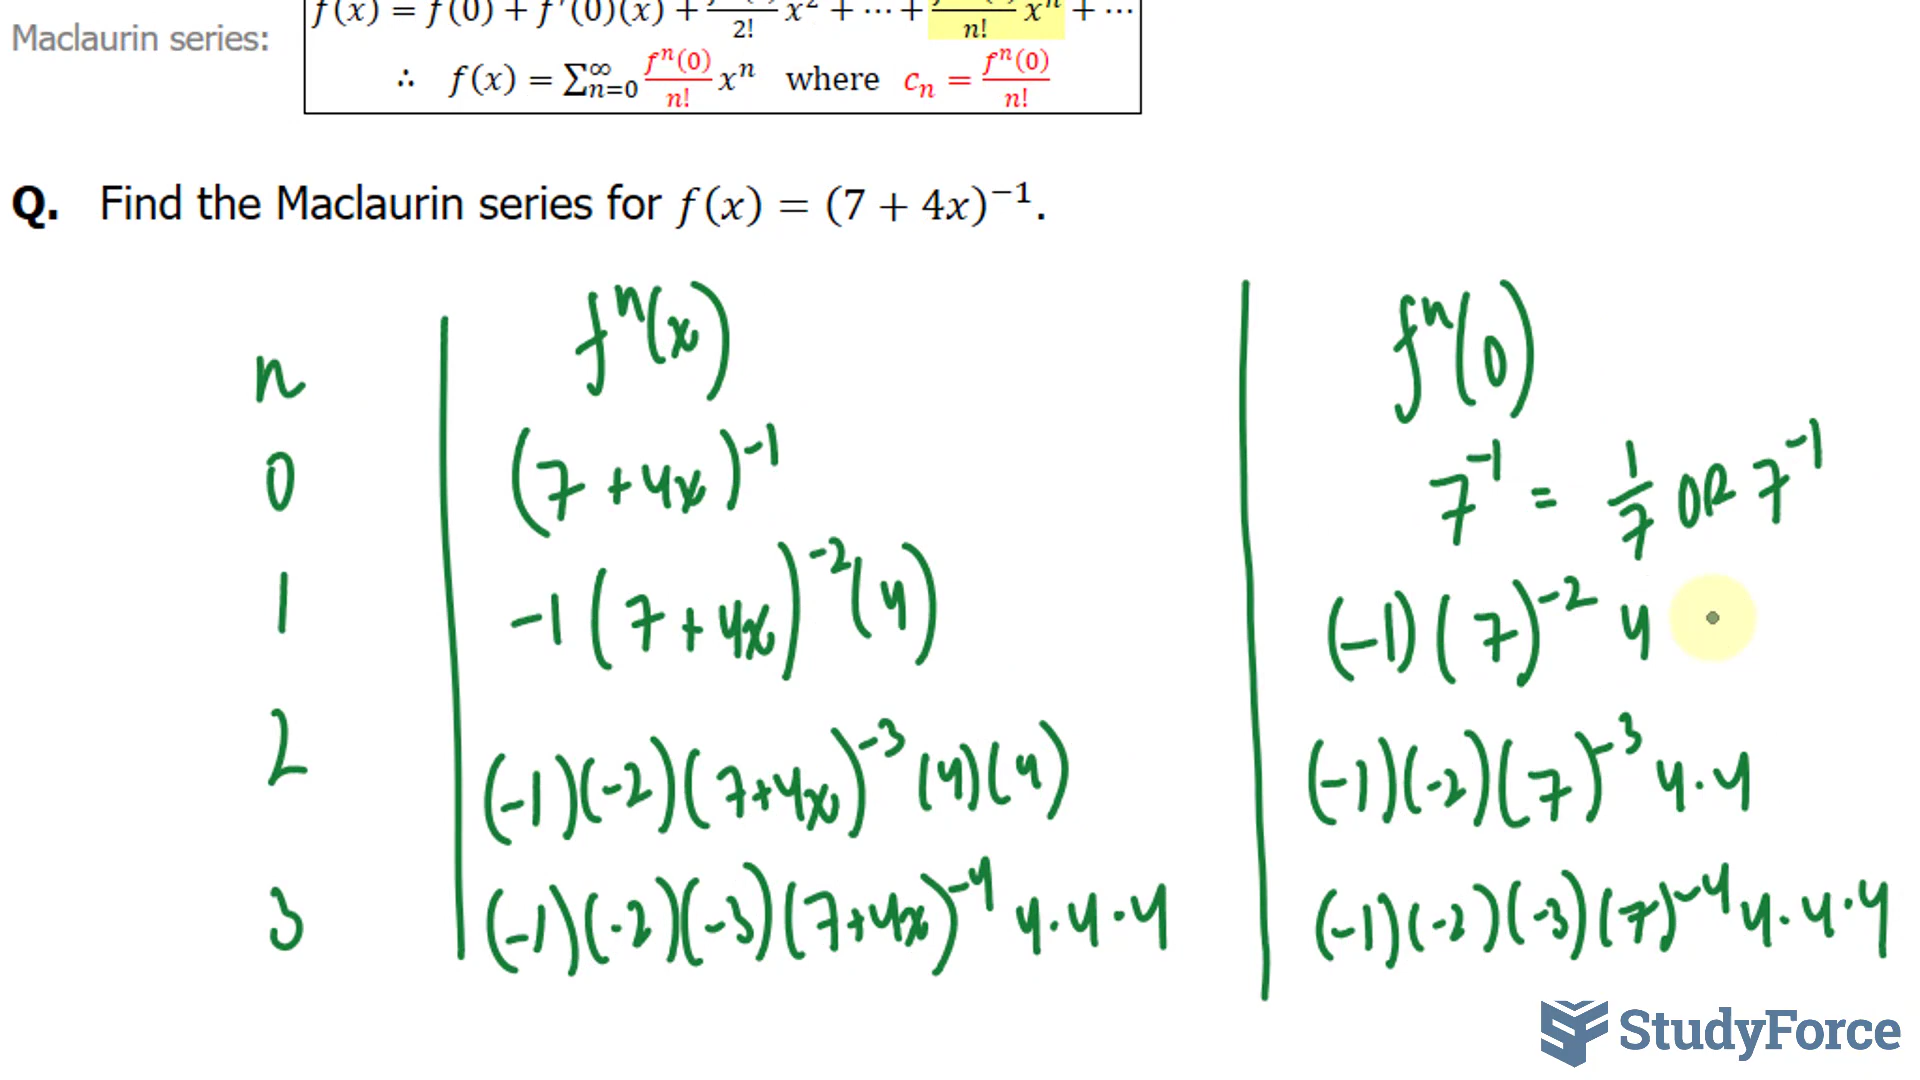 f(x) = f(0) + f'(0)(x) + 2! x² + ⋯ + n! xⁿ + ⋯
Maclaurin series:
∴ f(x) = ∑ₙ₌₀^∞ fⁿ(0)/n! xⁿ where cₙ = fⁿ(0)/n!
Q. Find the Maclaurin series for f(x) = (7 + 4x)⁻¹.
n fⁿ(x) fⁿ(0)
0 (7 + 4x)⁻¹ 7⁻¹ = 1/7 OR 7⁻¹
1 -1(7 + 4x)⁻²(4) (-1)(7)⁻² 4
2 (-1)(-2)(7+4x)⁻³(4)(4) (-1)(-2)(7)⁻³ 4·4
3 (-1)(-2)(-3)(7+4x)⁻⁴ 4·4·4 (-1)(-2)(-3)(7)⁻⁴ 4·4·4
StudyForce